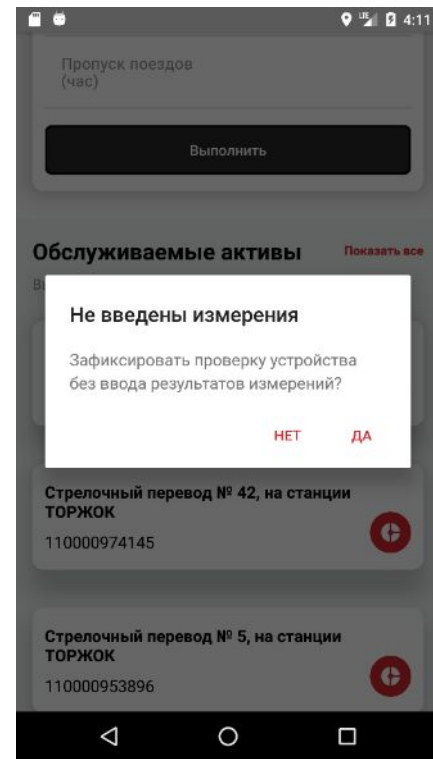 LTE 4:11
Пропуск поездов
(час)
Выполнить
Обслуживаемые активы Показать все
Не введены измерения
Зафиксировать проверку устройства
без ввода результатов измерений?
НЕТ ДА
Стрелочный перевод № 42, на станции
ТОРЖОК
110000974145
Стрелочный перевод № 5, на станции
ТОРЖОК
110000953896